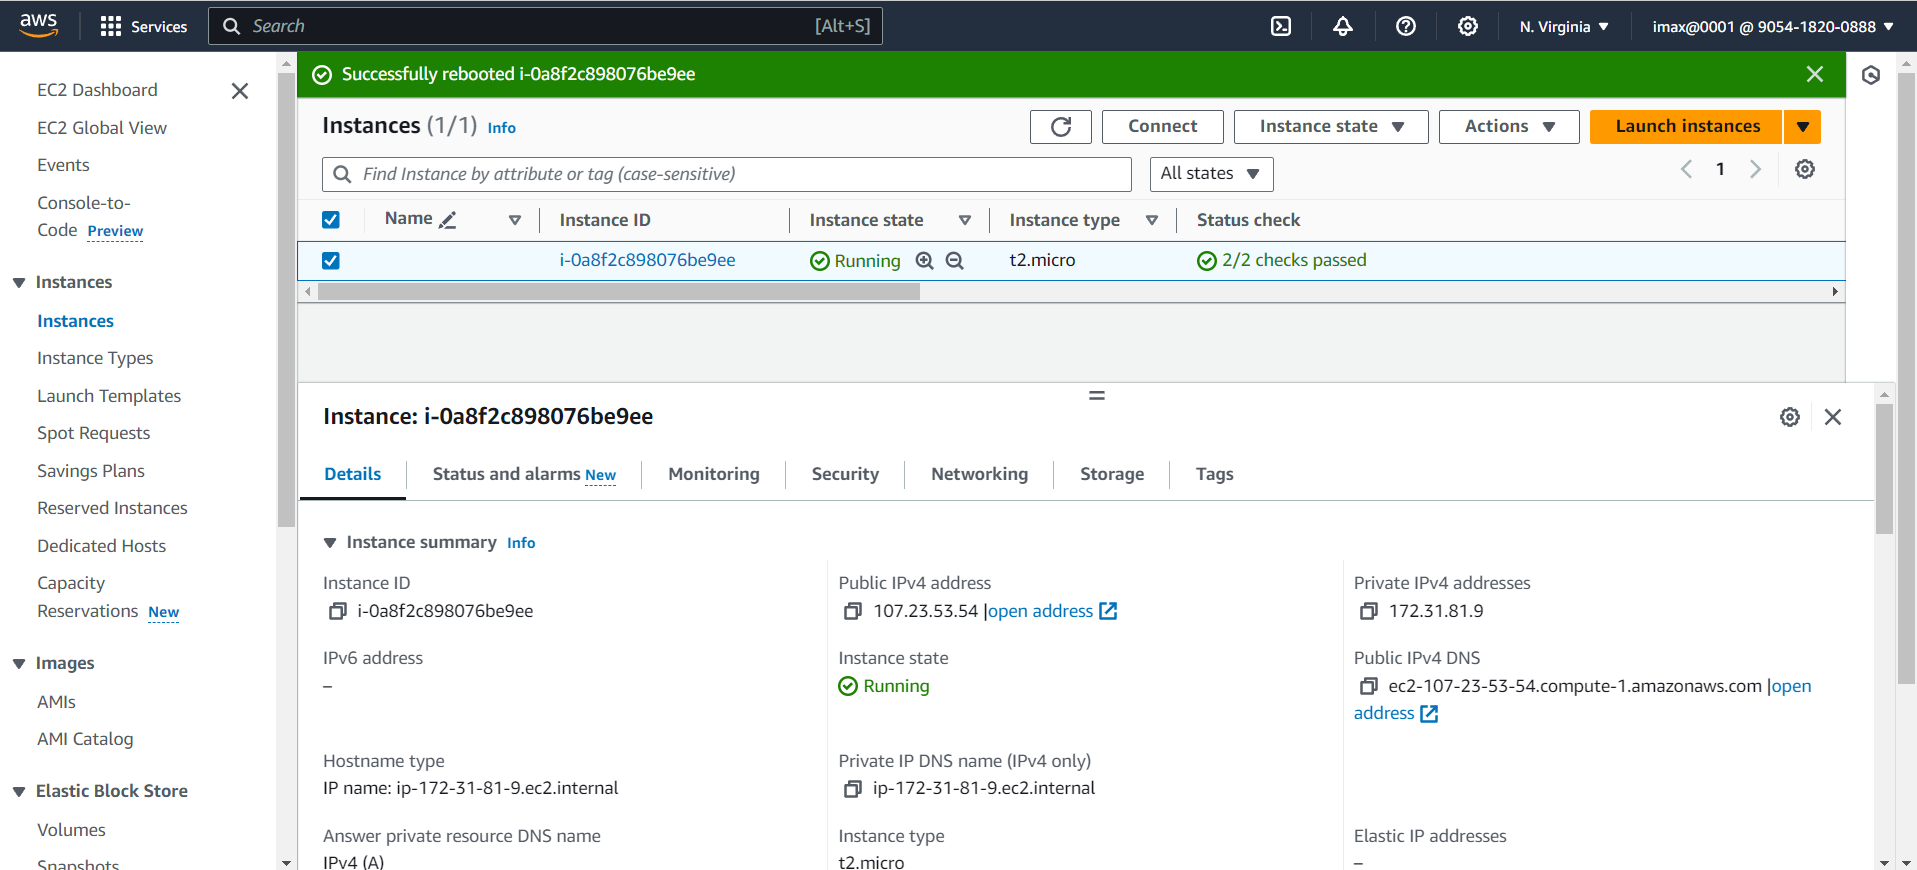 aws
Services
Search
[Alt+S]
N. Virginia
imax@0001 @ 9054-1820-0888
EC2 Dashboard
EC2 Global View
Events
Console-to-
Code Preview
Instances
Instances
Instance Types
Launch Templates
Spot Requests
Savings Plans
Reserved Instances
Dedicated Hosts
Capacity
Reservations New
Images
AMIs
AMI Catalog
Elastic Block Store
Volumes
Snapshots
Successfully rebooted i-0a8f2c898076be9ee
Instances (1/1) Info
Connect
Instance state
Actions
Launch instances
Find Instance by attribute or tag (case-sensitive)
All states
1
Name
Instance ID
Instance state
Instance type
Status check
i-0a8f2c898076be9ee
Running
t2.micro
2/2 checks passed
Instance: i-0a8f2c898076be9ee
Details
Status and alarms New
Monitoring
Security
Networking
Storage
Tags
Instance summary Info
Instance ID
i-0a8f2c898076be9ee
Public IPv4 address
107.23.53.54 |open address
Private IPv4 addresses
172.31.81.9
IPv6 address
–
Instance state
Running
Public IPv4 DNS
ec2-107-23-53-54.compute-1.amazonaws.com |open
address
Hostname type
IP name: ip-172-31-81-9.ec2.internal
Private IP DNS name (IPv4 only)
ip-172-31-81-9.ec2.internal
Answer private resource DNS name
IPv4 (A)
Instance type
t2.micro
Elastic IP addresses
–